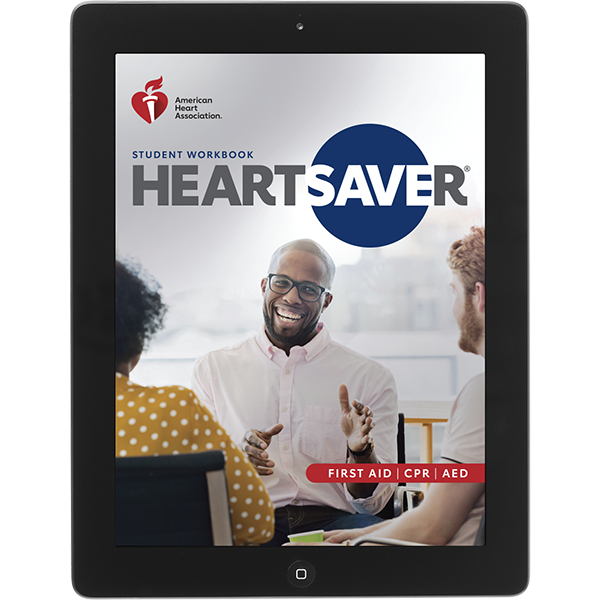 American
Heart
Association.
STUDENT WORKBOOK
HEARTSAVER®
FIRST AID | CPR | AED